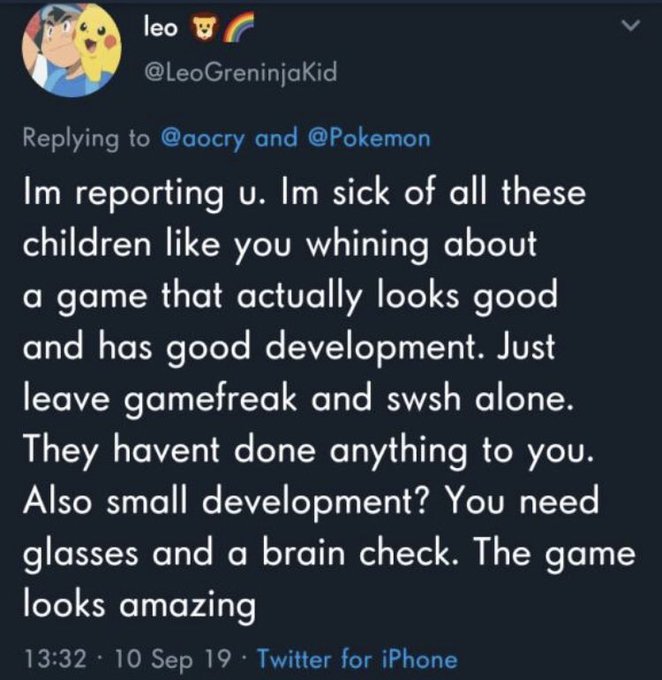 leo 🦁🌈
@LeoGreninjaKid
Replying to @aocry and @Pokemon
Im reporting u. Im sick of all these
children like you whining about
a game that actually looks good
and has good development. Just
leave gamefreak and swsh alone.
They havent done anything to you.
Also small development? You need
glasses and a brain check. The game
looks amazing
13:32 · 10 Sep 19 · Twitter for iPhone